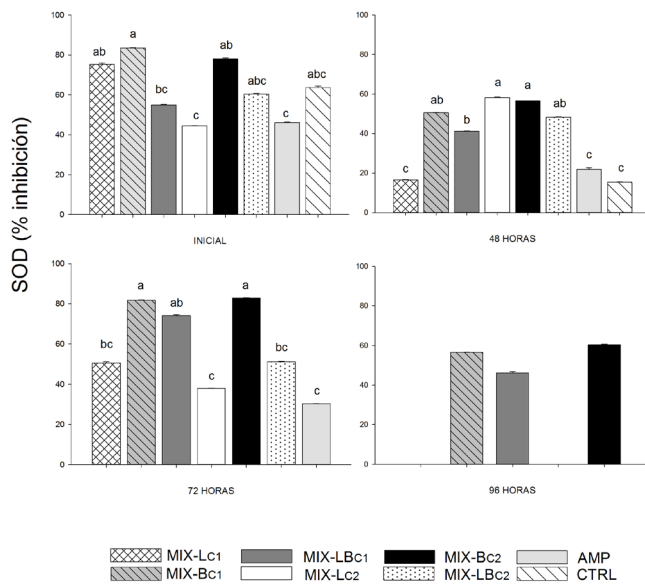 SOD (% inhibición)
100
80
60
40
20
0
ab
a
bc
c
ab
abc
c
abc
INICIAL
100
80
60
40
20
0
c
ab
b
a
a
ab
c
c
48 HORAS
100
80
60
40
20
0
bc
a
ab
c
a
bc
c
72 HORAS
100
80
60
40
20
0
96 HORAS
MIX-LC1
MIX-LBC1
MIX-BC2
AMP
MIX-BC1
MIX-LC2
MIX-LBC2
CTRL